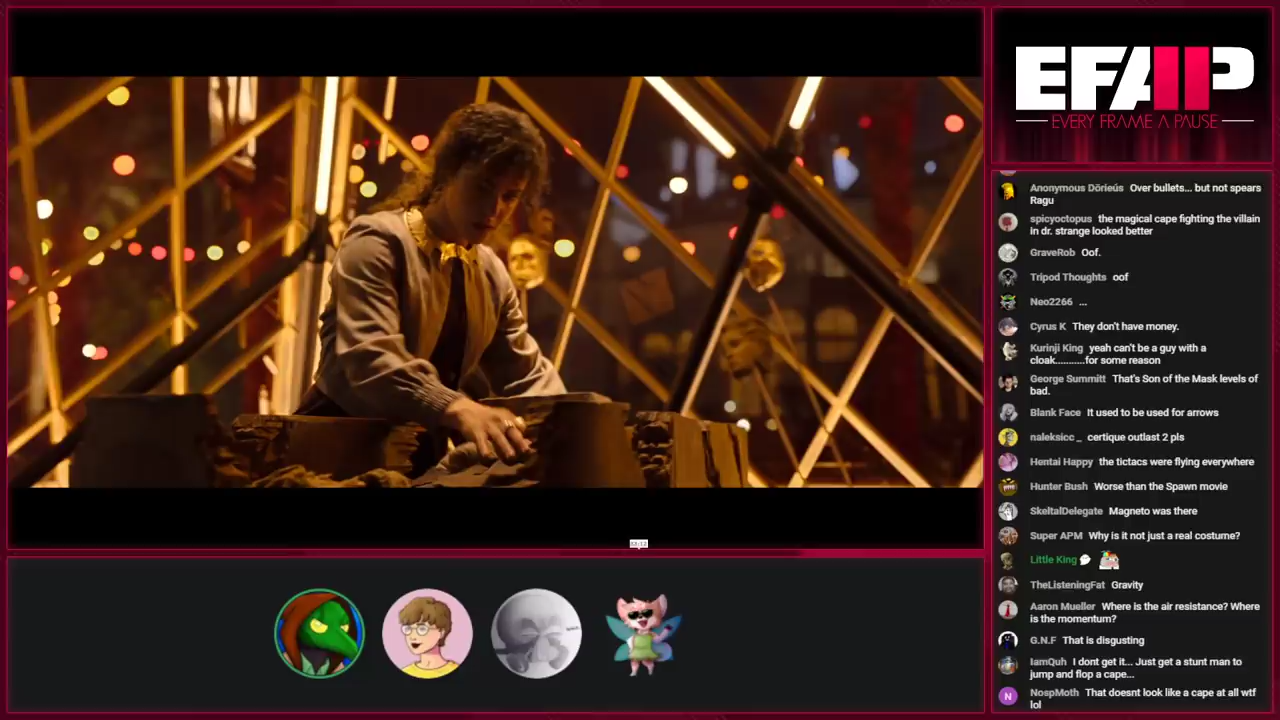 EFAP
EVERY FRAME A PAUSE
Anonymous Dōrieús Over bullets... but not spears
Ragu
spicyoctopus the magical cape fighting the villain
in dr. strange looked better
GraveRob Oof.
Tripod Thoughts oof
Neo2266 ...
Cyrus K They don't have money.
Kurinji King yeah can't be a guy with a
cloak...........for some reason
George Summitt That's Son of the Mask levels of
bad.
Blank Face It used to be used for arrows
naleksicc_ certique outlast 2 pls
Hentai Happy the tictacs were flying everywhere
Hunter Bush Worse than the Spawn movie
SkeltalDelegate Magneto was there
Super APM Why is it not just a real costume?
Little King
TheListeningFat Gravity
Aaron Mueller Where is the air resistance? Where
is the momentum?
G.N.F That is disgusting
IamQuh I dont get it... Just get a stunt man to
jump and flop a cape...
N
NospMoth That doesnt look like a cape at all wtf
lol